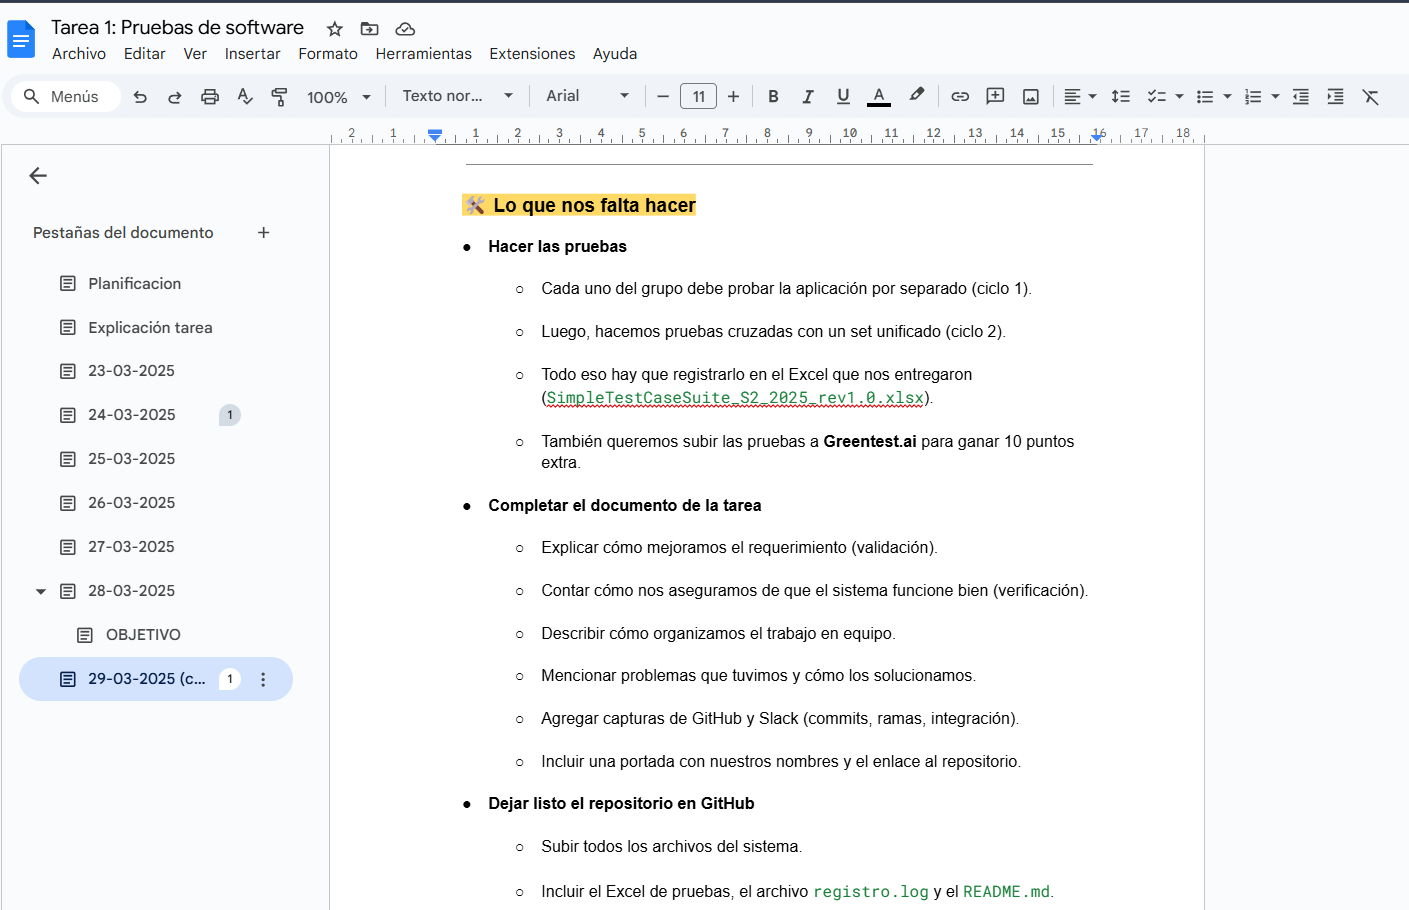 Tarea 1: Pruebas de software
Archivo Editar Ver Insertar Formato Herramientas Extensiones Ayuda
Menús 100% Texto nor... Arial 11 B I U A
2 1 1 2 3 4 5 6 7 8 9 10 11 12 13 14 15 16 17 18
Pestañas del documento
Planificacion
Explicación tarea
23-03-2025
24-03-2025 1
25-03-2025
26-03-2025
27-03-2025
28-03-2025
OBJETIVO
29-03-2025 (c... 1
🛠️ Lo que nos falta hacer
● Hacer las pruebas
○ Cada uno del grupo debe probar la aplicación por separado (ciclo 1).
○ Luego, hacemos pruebas cruzadas con un set unificado (ciclo 2).
○ Todo eso hay que registrarlo en el Excel que nos entregaron
(SimpleTestCaseSuite_S2_2025_rev1.0.xlsx).
○ También queremos subir las pruebas a Greentest.ai para ganar 10 puntos
extra.
● Completar el documento de la tarea
○ Explicar cómo mejoramos el requerimiento (validación).
○ Contar cómo nos aseguramos de que el sistema funcione bien (verificación).
○ Describir cómo organizamos el trabajo en equipo.
○ Mencionar problemas que tuvimos y cómo los solucionamos.
○ Agregar capturas de GitHub y Slack (commits, ramas, integración).
○ Incluir una portada con nuestros nombres y el enlace al repositorio.
● Dejar listo el repositorio en GitHub
○ Subir todos los archivos del sistema.
○ Incluir el Excel de pruebas, el archivo registro.log y el README.md.